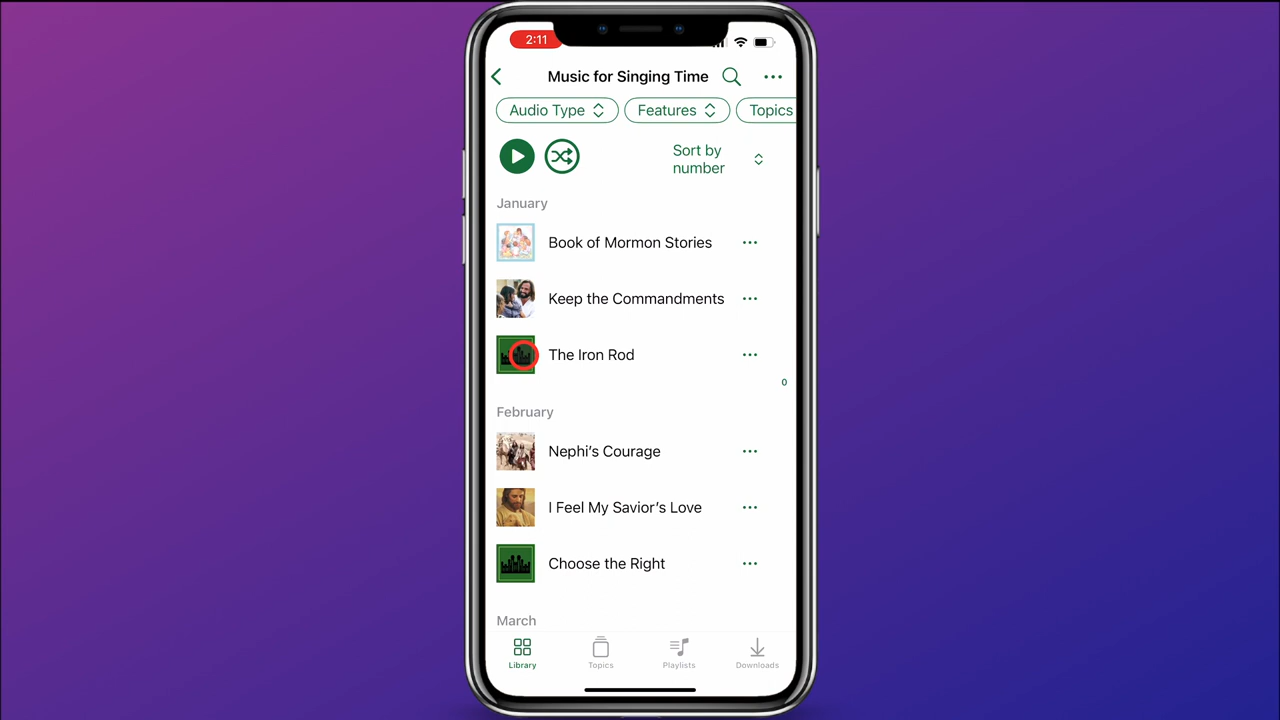 2:11
Music for Singing Time
Audio Type
Features
Topics
Sort by
number
January
Book of Mormon Stories
Keep the Commandments
The Iron Rod
0
February
Nephi’s Courage
I Feel My Savior’s Love
Choose the Right
March
Library
Topics
Playlists
Downloads